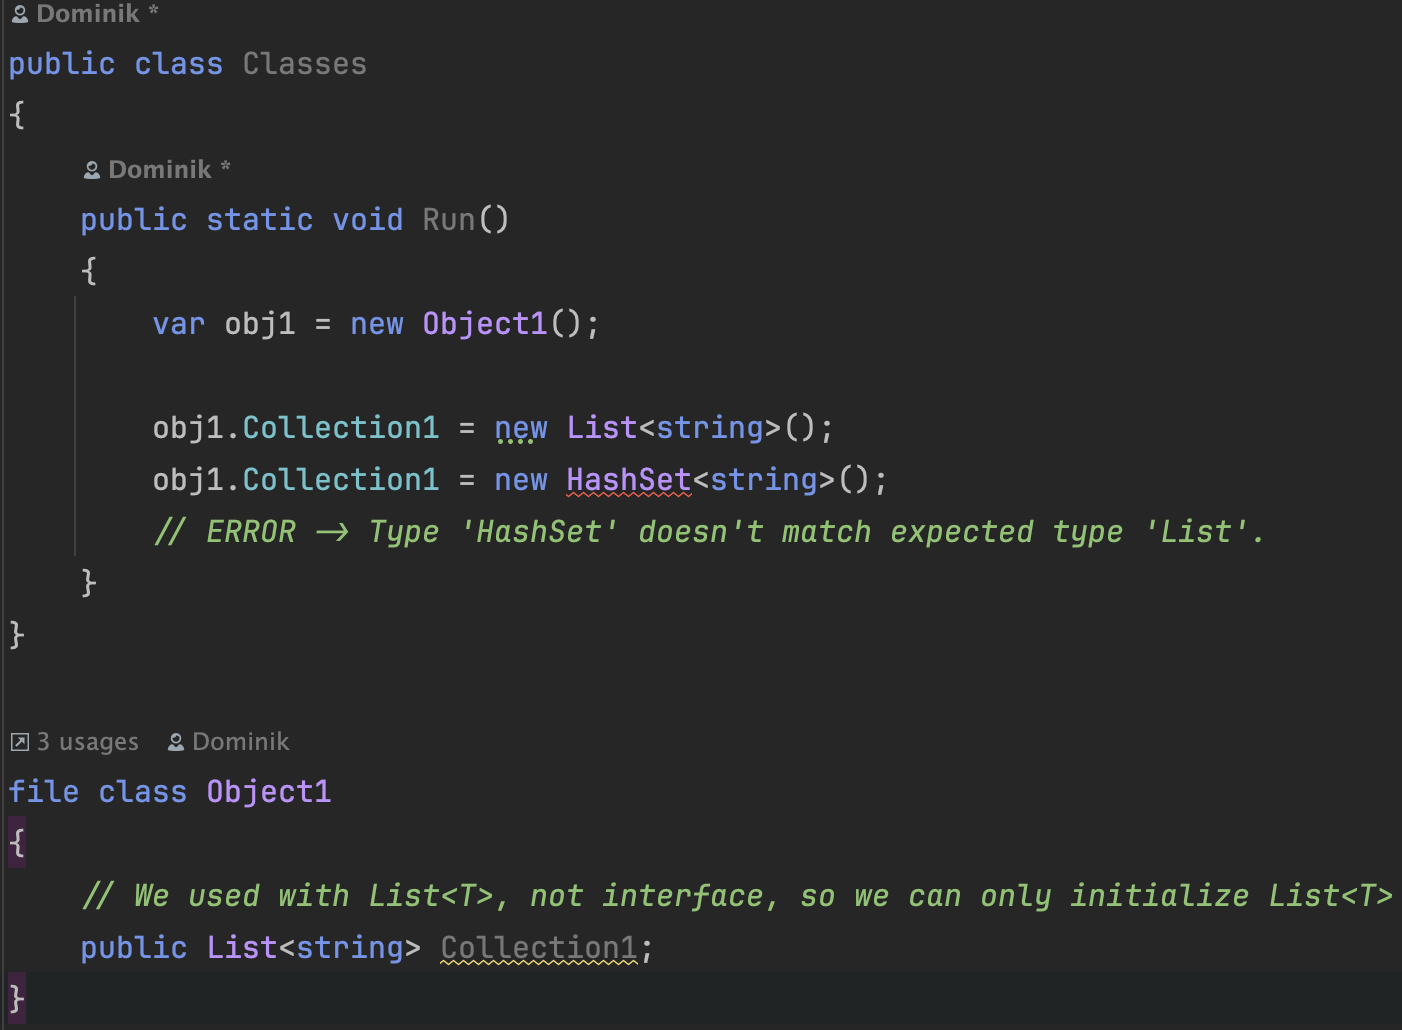 Dominik *
public class Classes
{
Dominik *
public static void Run()
{
var obj1 = new Object1();
obj1.Collection1 = new List<string>();
obj1.Collection1 = new HashSet<string>();
// ERROR -> Type 'HashSet' doesn't match expected type 'List'.
}
}
3 usages Dominik
file class Object1
{
// We used with List<T>, not interface, so we can only initialize List<T>
public List<string> Collection1;
}